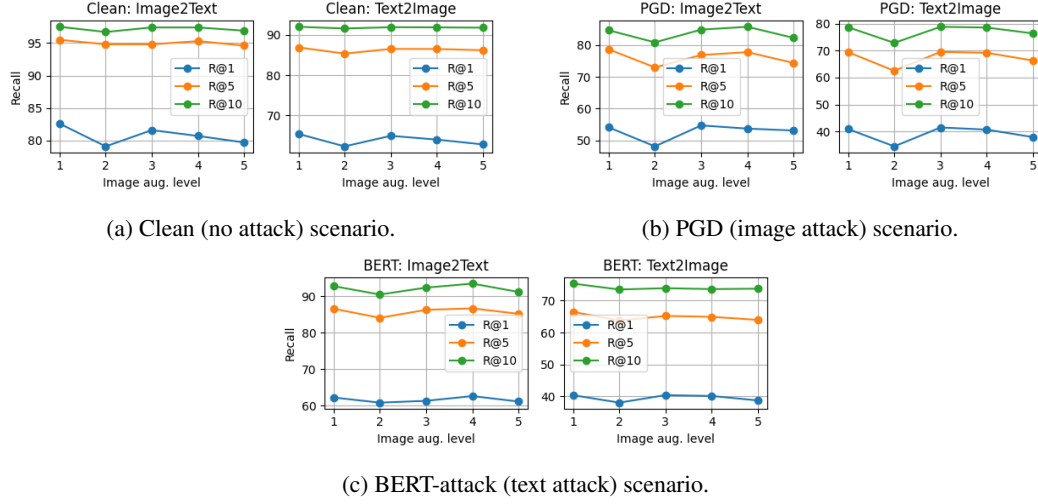 Clean: Image2Text
95
90
85
80
Recall
R@1
R@5
R@10
1 2 3 4 5
Image aug. level
Clean: Text2Image
90
80
70
R@1
R@5
R@10
1 2 3 4 5
Image aug. level
(a) Clean (no attack) scenario.
PGD: Image2Text
80
70
60
50
Recall
R@1
R@5
R@10
1 2 3 4 5
Image aug. level
PGD: Text2Image
80
70
60
50
40
R@1
R@5
R@10
1 2 3 4 5
Image aug. level
(b) PGD (image attack) scenario.
BERT: Image2Text
90
80
70
60
Recall
R@1
R@5
R@10
1 2 3 4 5
Image aug. level
BERT: Text2Image
70
60
50
40
R@1
R@5
R@10
1 2 3 4 5
Image aug. level
(c) BERT-attack (text attack) scenario.